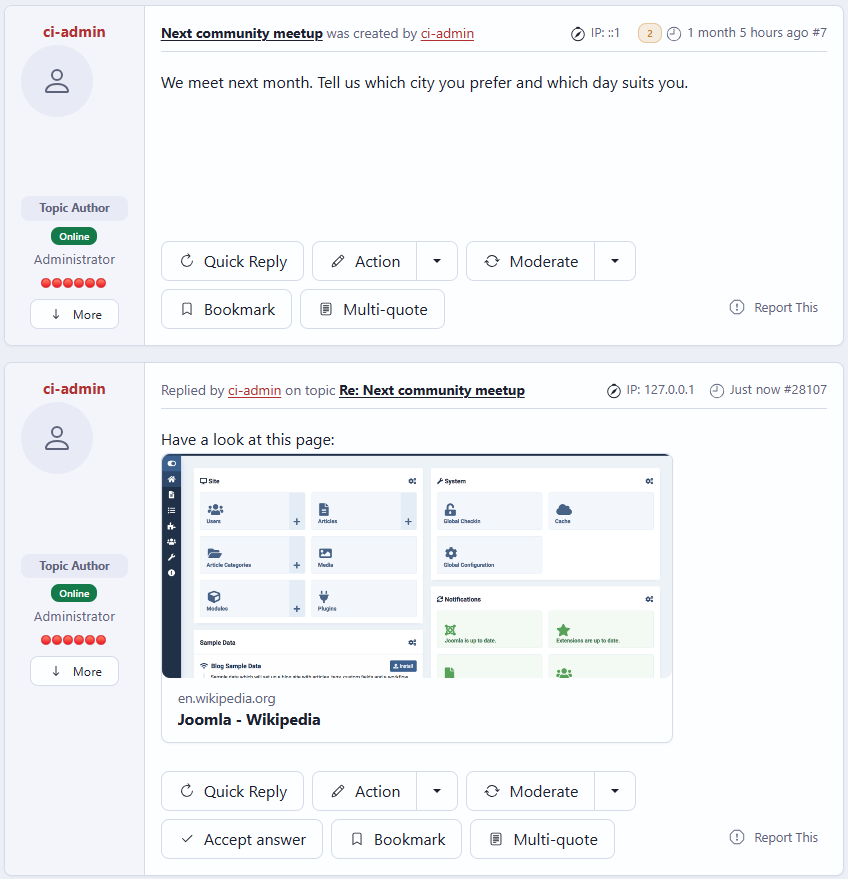 ci-admin
Next community meetup was created by ci-admin
IP: ::1
2
1 month 5 hours ago #7
We meet next month. Tell us which city you prefer and which day suits you.
Topic Author
Online
Administrator
More
Quick Reply
Action
Moderate
Bookmark
Multi-quote
Report This
ci-admin
Replied by ci-admin on topic Re: Next community meetup
IP: 127.0.0.1
Just now #28107
Have a look at this page:
Site
Users
Articles
Article Categories
Media
Modules
Plugins
Sample Data
Blog Sample Data
Install
System
Global Checkin
Cache
Global Configuration
Notifications
Joomla is up to date.
Extensions are up to date.
en.wikipedia.org
Joomla - Wikipedia
Topic Author
Online
Administrator
More
Quick Reply
Action
Moderate
Accept answer
Bookmark
Multi-quote
Report This